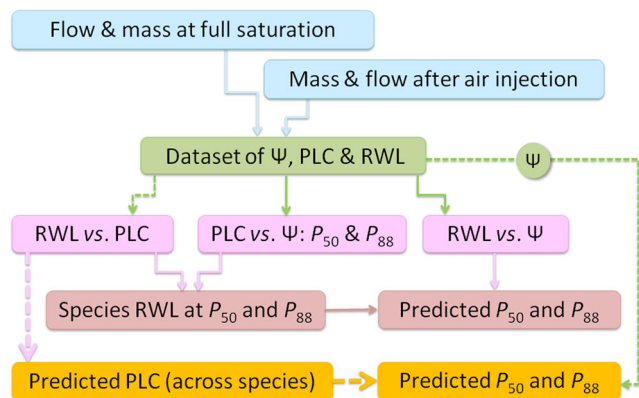 Flow & mass at full saturation
Mass & flow after air injection
Dataset of Ψ, PLC & RWL
Ψ
RWL vs. PLC
PLC vs. Ψ: P50 & P88
RWL vs. Ψ
Species RWL at P50 and P88
Predicted P50 and P88
Predicted PLC (across species)
Predicted P50 and P88